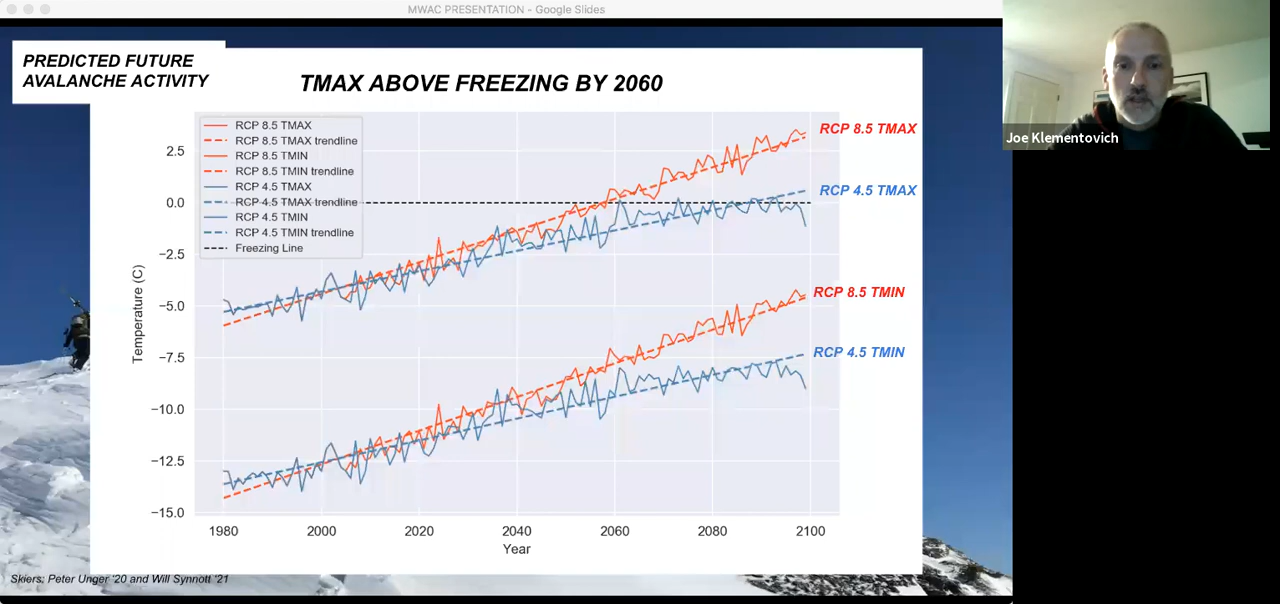 MWAC PRESENTATION - Google Slides
PREDICTED FUTURE
AVALANCHE ACTIVITY
TMAX ABOVE FREEZING BY 2060
RCP 8.5 TMAX
RCP 8.5 TMAX trendline
RCP 8.5 TMIN
RCP 8.5 TMIN trendline
RCP 4.5 TMAX
RCP 4.5 TMAX trendline
RCP 4.5 TMIN
RCP 4.5 TMIN trendline
Freezing Line
RCP 8.5 TMAX
RCP 4.5 TMAX
RCP 8.5 TMIN
RCP 4.5 TMIN
Temperature (C)
2.5
0.0
−2.5
−5.0
−7.5
−10.0
−12.5
−15.0
1980 2000 2020 2040 2060 2080 2100
Year
Skiers: Peter Unger '20 and Will Synnott '21
Joe Klementovich